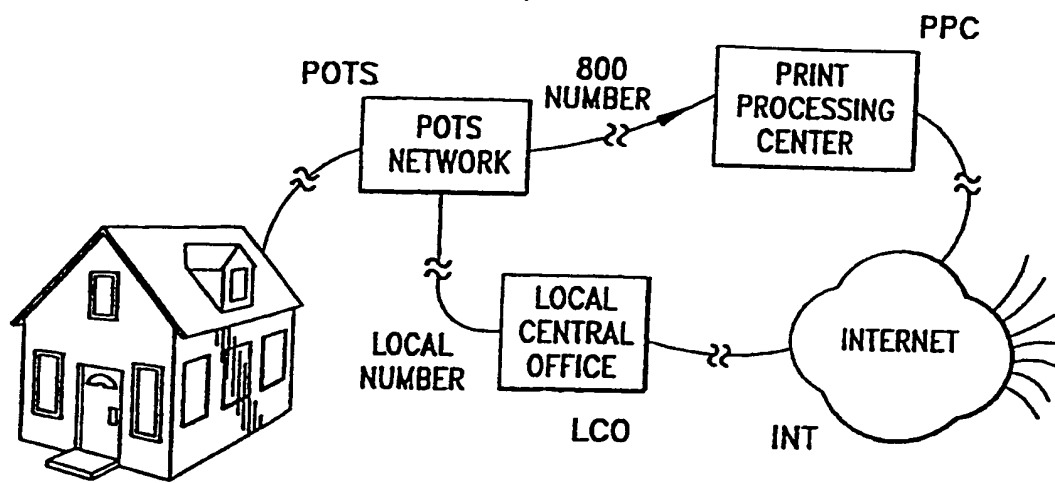 PPC
POTS
800
NUMBER
PRINT
PROCESSING
CENTER
POTS
NETWORK
LOCAL
CENTRAL
OFFICE
LOCAL
NUMBER
INTERNET
LCO
INT